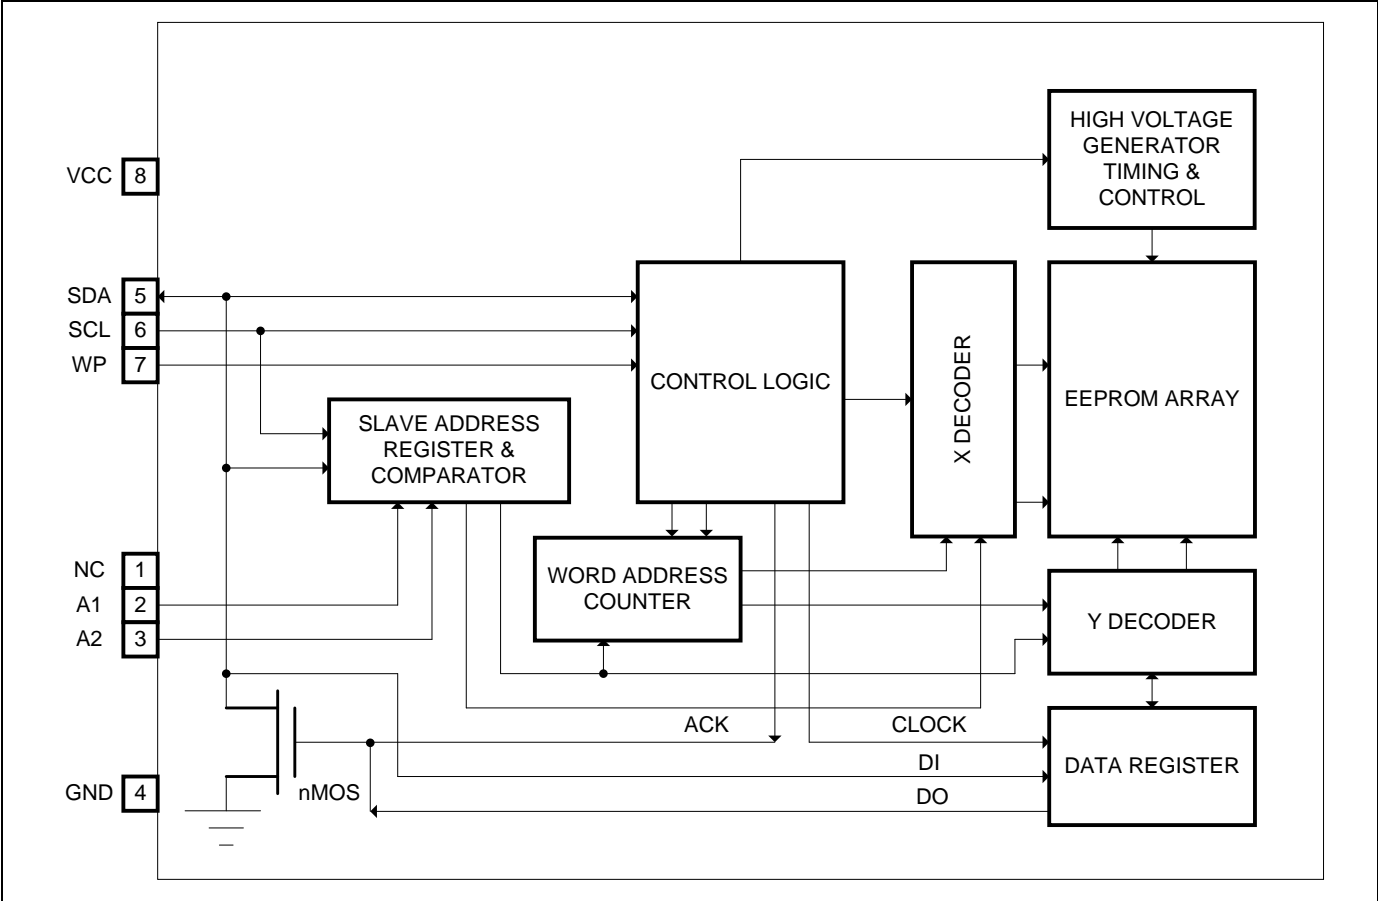 HIGH VOLTAGE
GENERATOR
TIMING &
CONTROL
VCC 8
SDA 5
SCL 6
WP 7
CONTROL LOGIC
X DECODER
EEPROM ARRAY
SLAVE ADDRESS
REGISTER &
COMPARATOR
NC 1
A1 2
A2 3
WORD ADDRESS
COUNTER
Y DECODER
ACK
CLOCK
DI
DO
DATA REGISTER
GND 4
nMOS